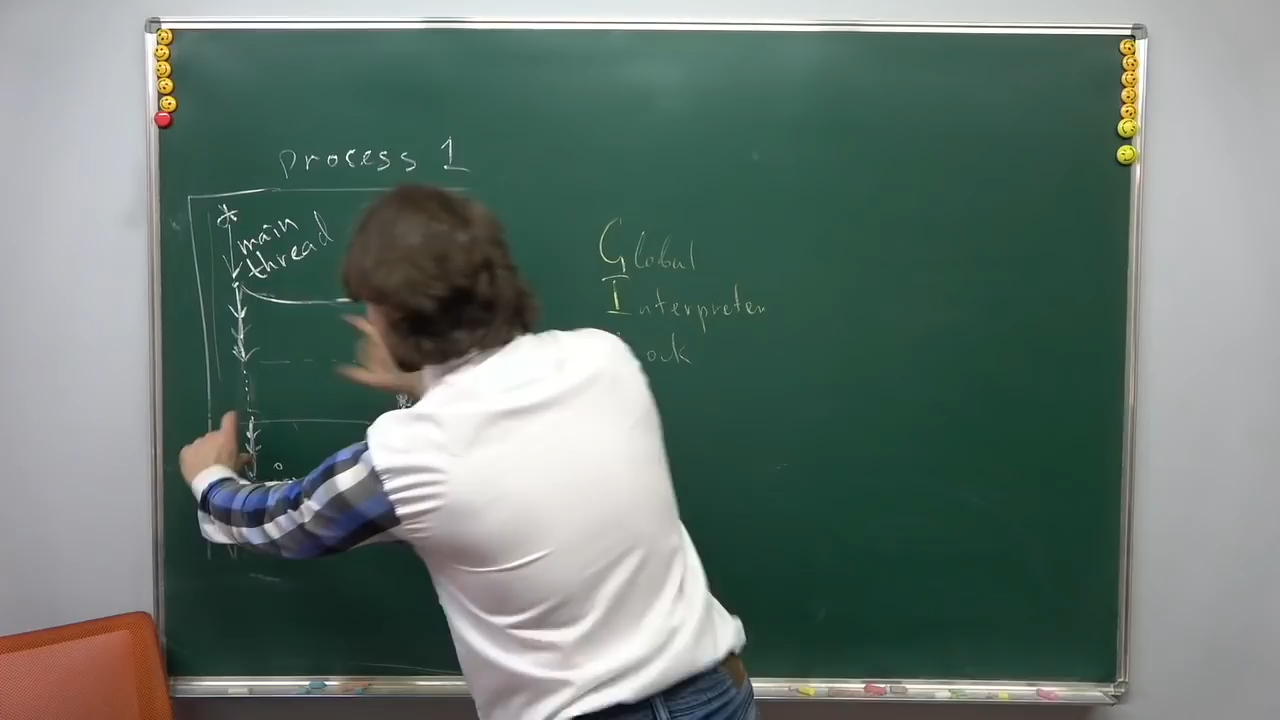 Process 1
main
thread
Global
Interpreter
ock